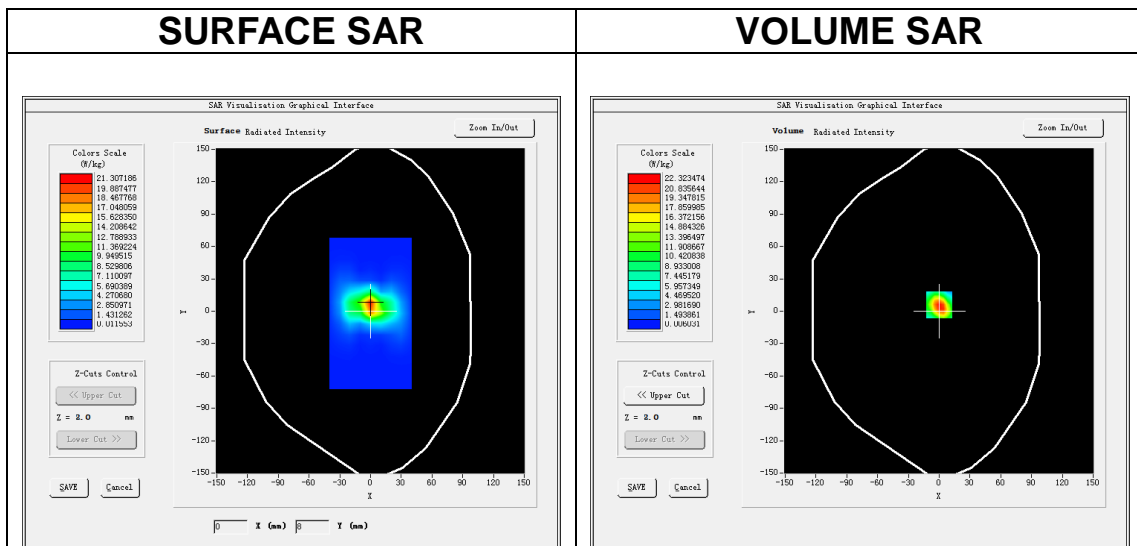 SURFACE SAR
VOLUME SAR
SAR Visualisation Graphical Interface
Surface Radiated Intensity
Zoom In/Out
Colors Scale
(W/kg)
21.307186
19.887477
18.467768
17.048059
15.628350
14.208642
12.788933
11.369224
9.949515
8.529806
7.110097
5.690389
4.270680
2.850971
1.431262
0.011553
150
120
90
60
30
0
-30
-60
-90
-120
-150
Y
-150 -120 -90 -60 -30 0 30 60 90 120 150
X
Z-Cuts Control
<< Upper Cut
Z = 2.0 mm
Lower Cut >>
SAVE Cancel
0 X (mm) 8 Y (mm)
SAR Visualisation Graphical Interface
Volume Radiated Intensity
Zoom In/Out
Colors Scale
(W/kg)
22.323474
20.835644
19.347815
17.859985
16.372156
14.884326
13.396497
11.908667
10.420838
8.933008
7.445179
5.957349
4.469520
2.981690
1.493861
0.006031
150
120
90
60
30
0
-30
-60
-90
-120
-150
Y
-150 -120 -90 -60 -30 0 30 60 90 120 150
X
Z-Cuts Control
<< Upper Cut
Z = 2.0 mm
Lower Cut >>
SAVE Cancel